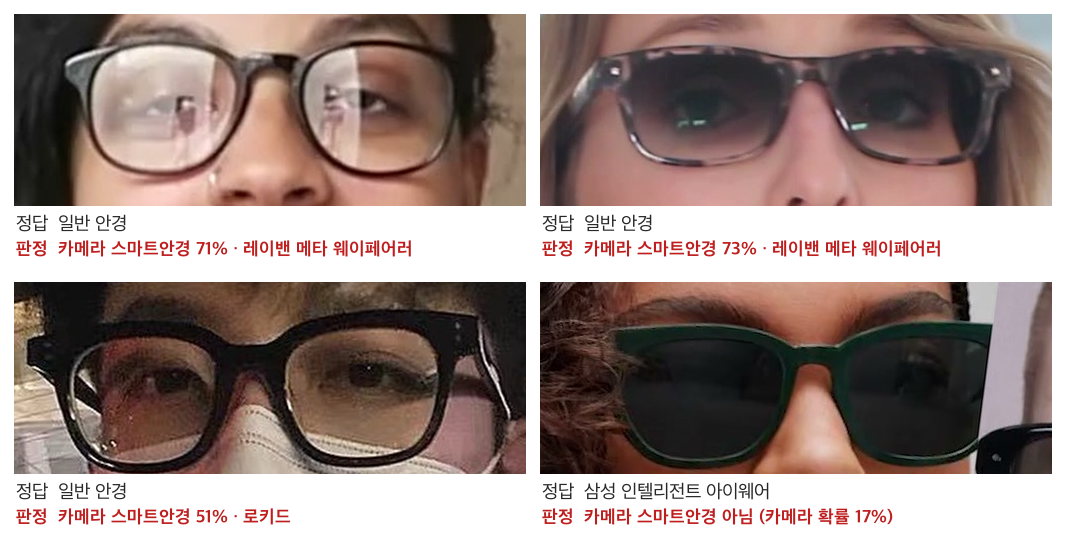 정답 일반 안경
판정 카메라 스마트안경 71% · 레이밴 메타 웨이페어러
정답 일반 안경
판정 카메라 스마트안경 73% · 레이밴 메타 웨이페어러
정답 일반 안경
판정 카메라 스마트안경 51% · 로키드
정답 삼성 인텔리전트 아이웨어
판정 카메라 스마트안경 아님 (카메라 확률 17%)